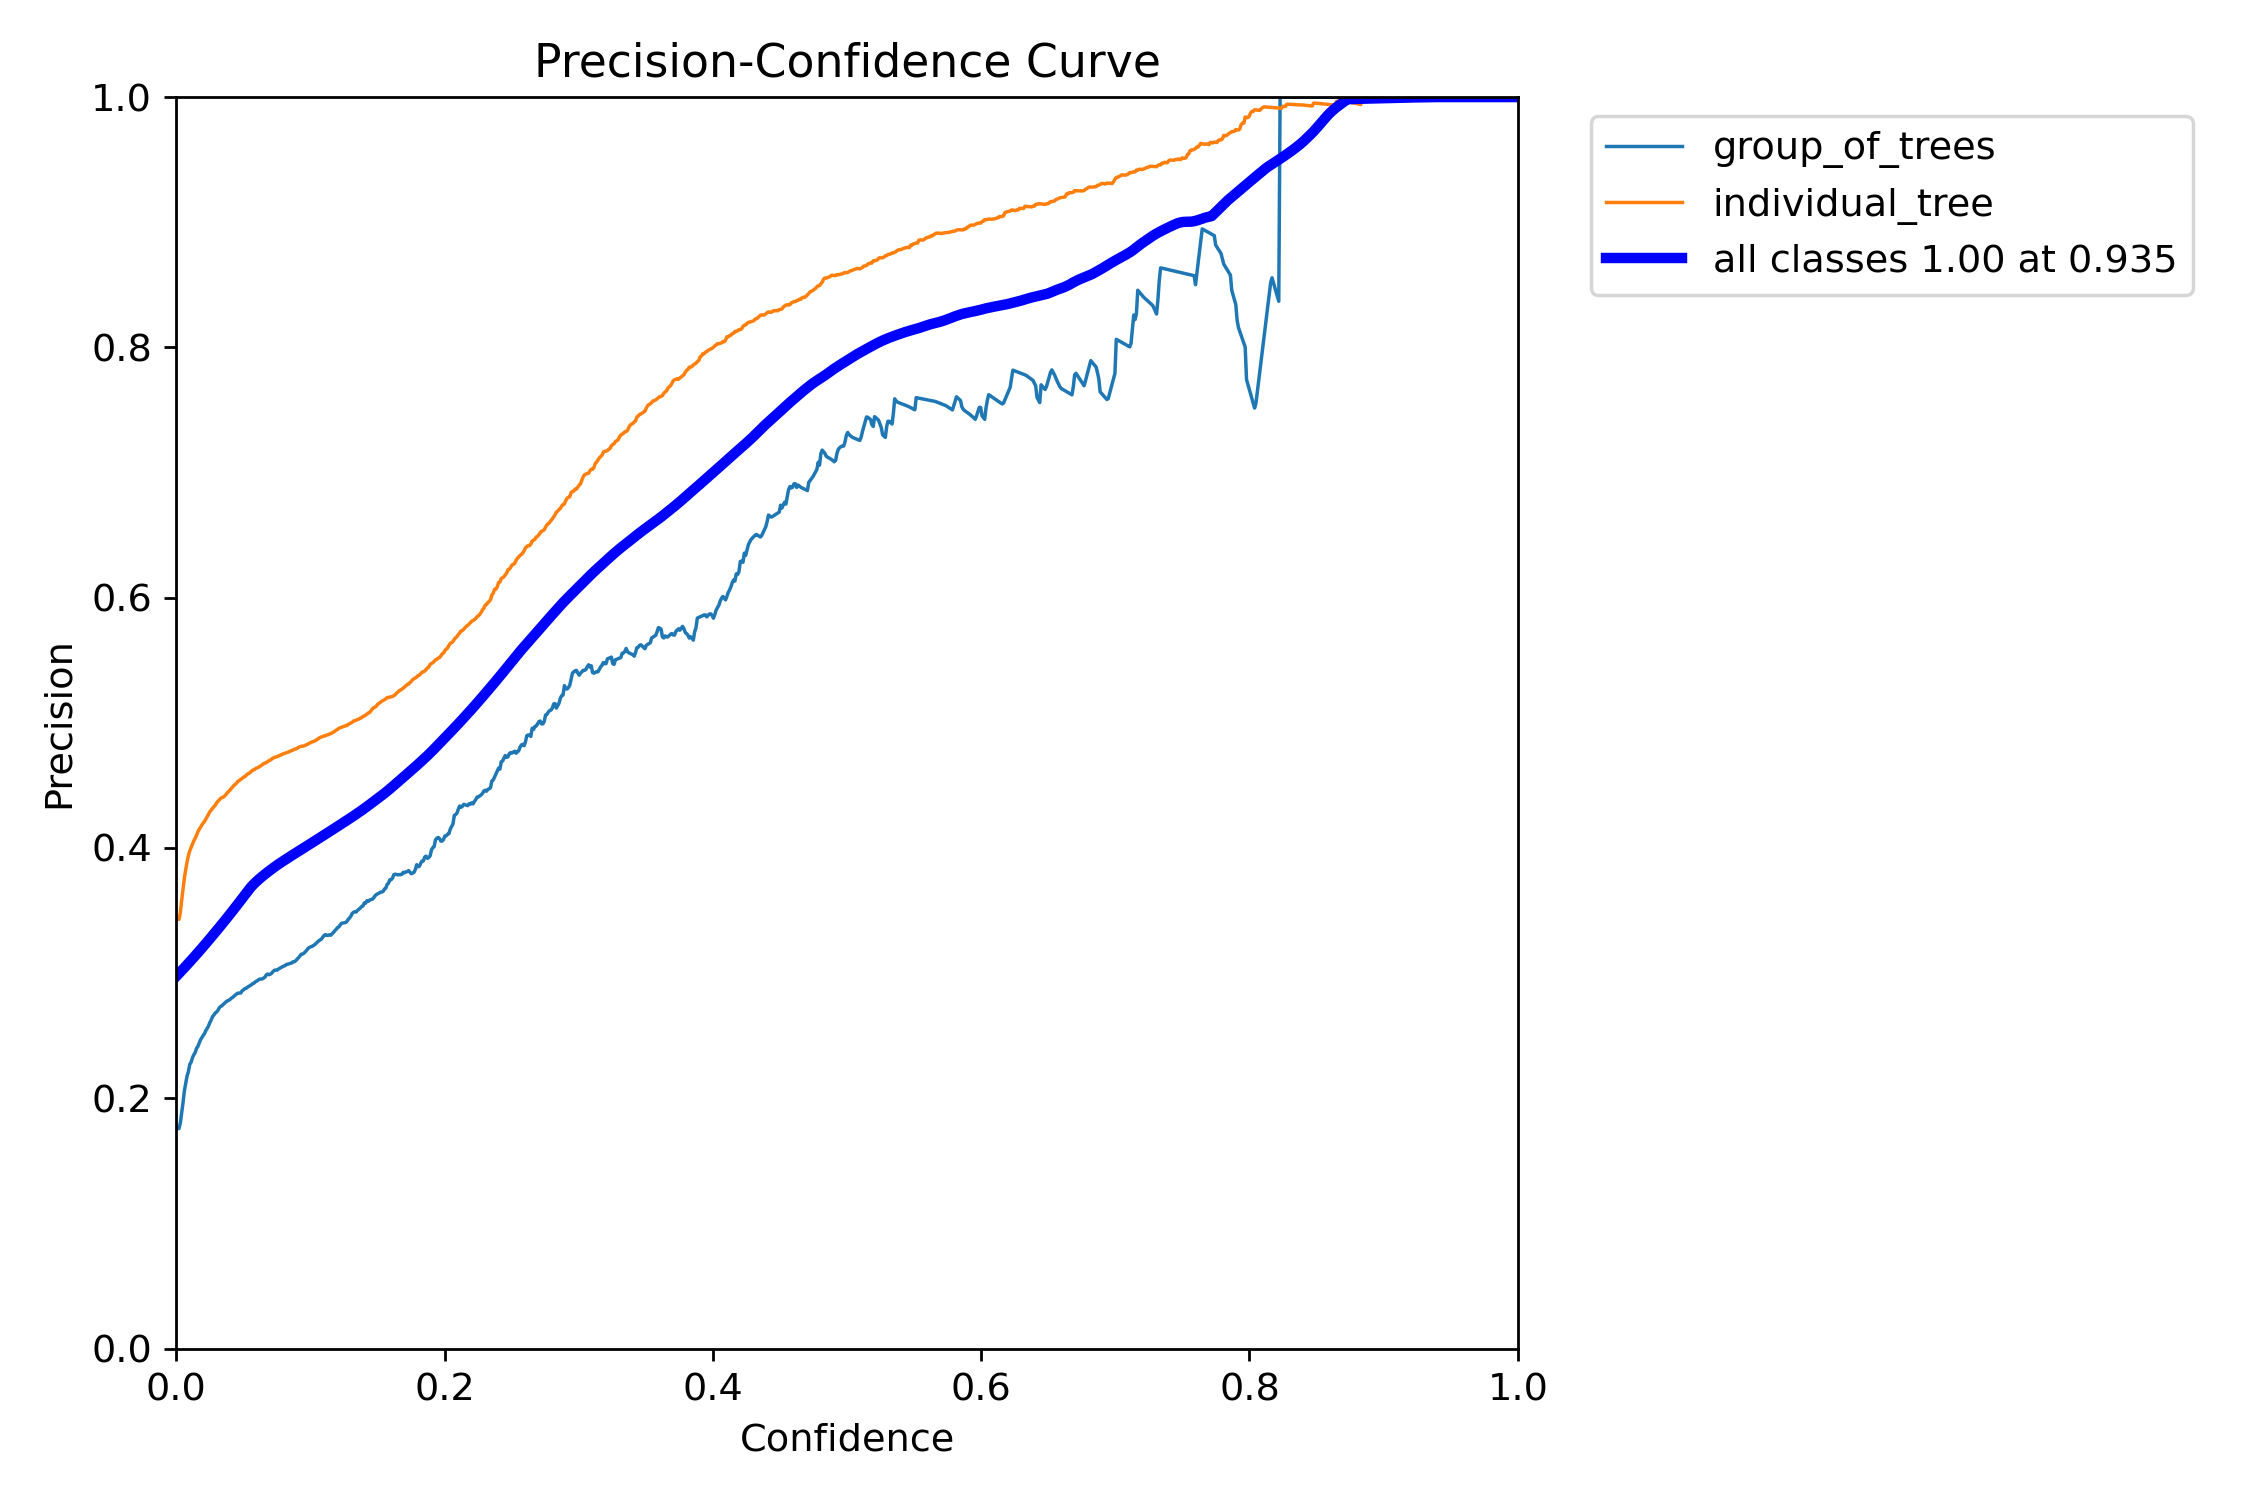 Precision-Confidence Curve
1.0
0.8
0.6
0.4
0.2
0.0
Precision
0.0 0.2 0.4 0.6 0.8 1.0
Confidence
group_of_trees
individual_tree
all classes 1.00 at 0.935